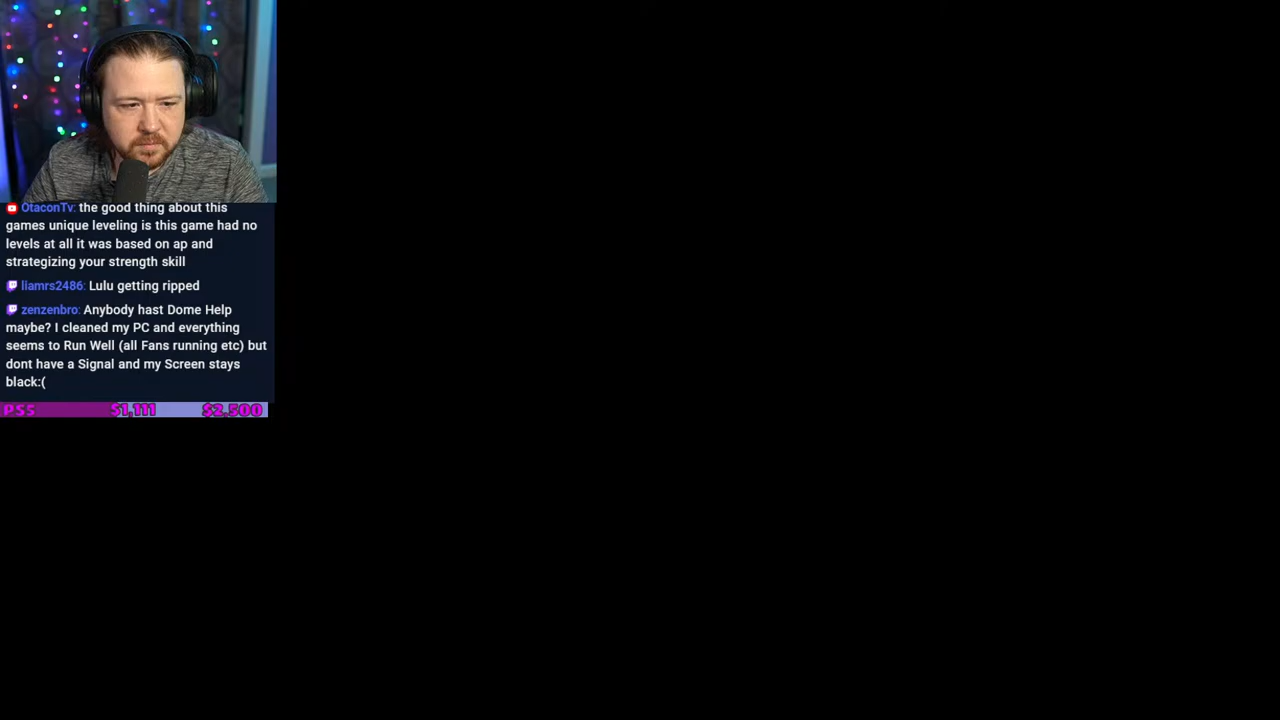 OtaconTv: the good thing about this
games unique leveling is this game had no
levels at all it was based on ap and
strategizing your strength skill
liamrs2486: Lulu getting ripped
zenzenbro: Anybody hast Dome Help
maybe? I cleaned my PC and everything
seems to Run Well (all Fans running etc) but
dont have a Signal and my Screen stays
black:(
PS5 $1,111 $2,500